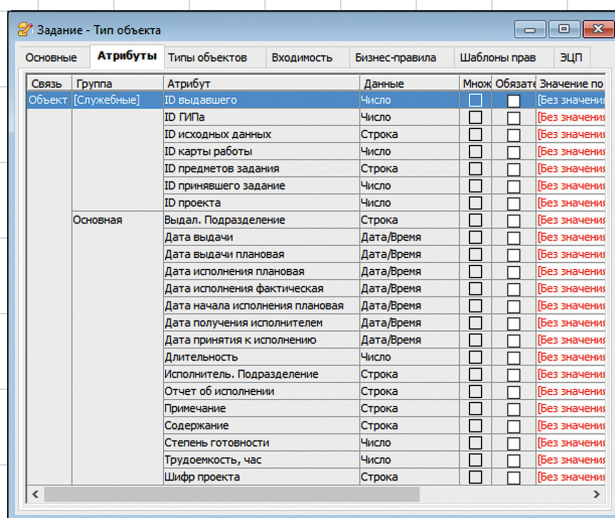 Задание - Тип объекта
Основные Атрибуты Типы объектов Входимость Бизнес-правила Шаблоны прав ЭЦП
Связь Группа Атрибут Данные Множ Обязате Значение по
Объект [Служебные] ID выдавшего Число [Без значения
ID ГИПа Число [Без значения
ID исходных данных Строка [Без значения
ID карты работы Число [Без значения
ID предметов задания Строка [Без значения
ID принявшего задание Число [Без значения
ID проекта Число [Без значения
Основная Выдал. Подразделение Строка [Без значения
Дата выдачи Дата/Время [Без значения
Дата выдачи плановая Дата/Время [Без значения
Дата исполнения плановая Дата/Время [Без значения
Дата исполнения фактическая Дата/Время [Без значения
Дата начала исполнения плановая Дата/Время [Без значения
Дата получения исполнителем Дата/Время [Без значения
Дата принятия к исполнению Дата/Время [Без значения
Длительность Число [Без значения
Исполнитель. Подразделение Строка [Без значения
Отчет об исполнении Строка [Без значения
Примечание Строка [Без значения
Содержание Строка [Без значения
Степень готовности Число [Без значения
Трудоемкость, час Число [Без значения
Шифр проекта Строка [Без значения